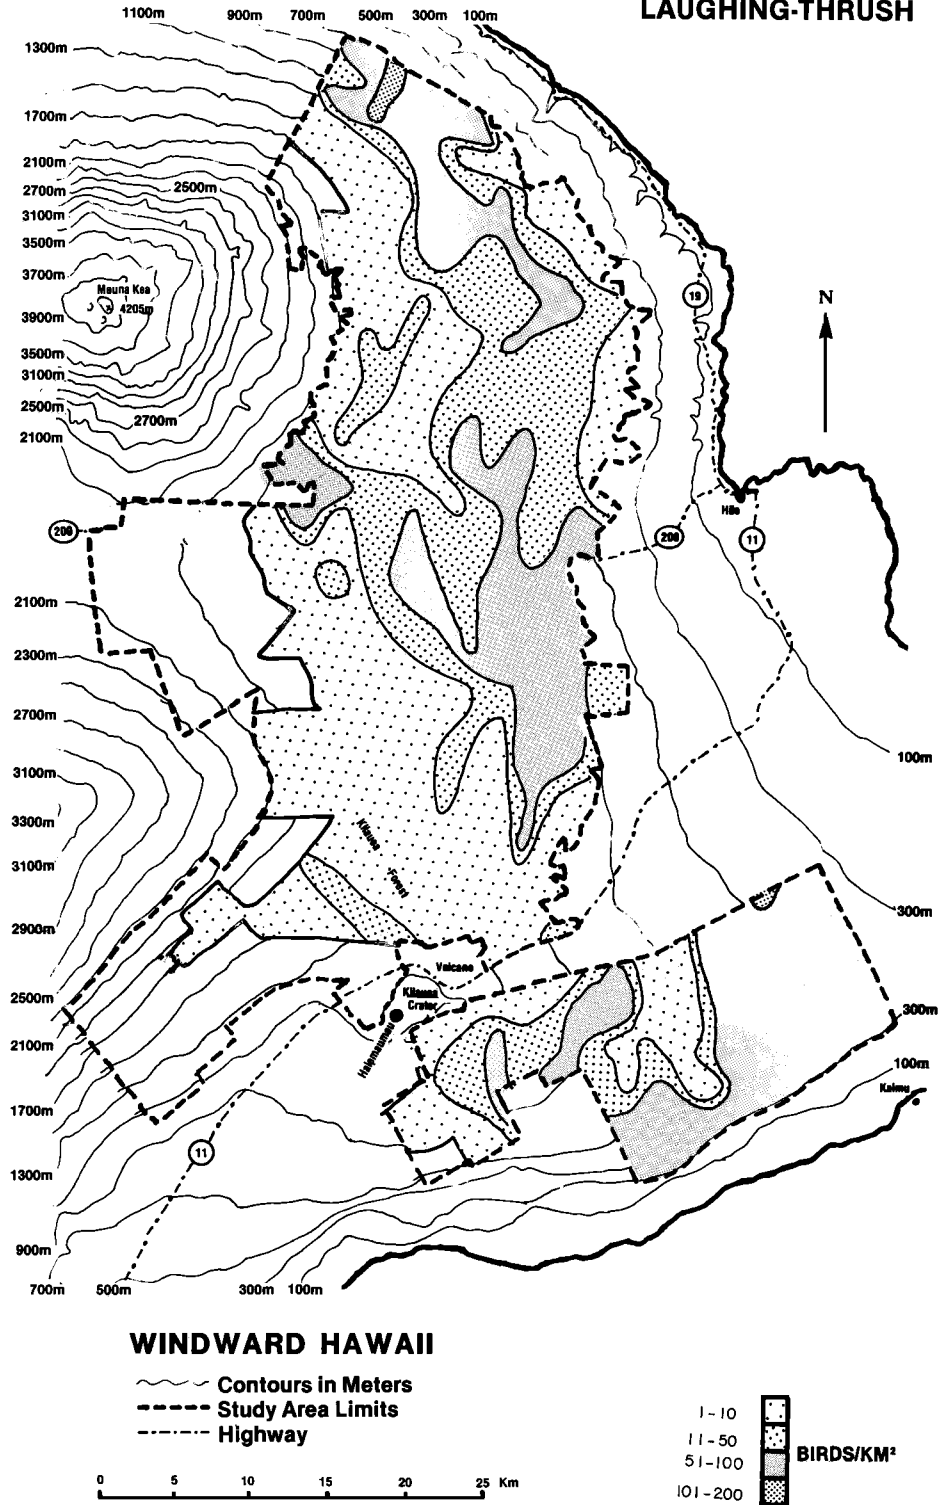 LAUGHING-THRUSH
1100m
900m
700m
500m
300m
100m
1300m
1700m
2100m
2700m
2500m
3100m
3500m
3700m
Mauna Kea
4205m
3900m
3500m
3100m
2500m
2700m
2100m
19
N
Hilo
200
200
11
2100m
2300m
2700m
3100m
3300m
3100m
2900m
2500m
2100m
1700m
1300m
900m
700m
500m
300m
100m
100m
300m
300m
100m
Kilauea
Forest
Volcano
Kilauea
Crater
Halemaumau
Kaimu
11
WINDWARD HAWAII
Contours in Meters
Study Area Limits
Highway
0 5 10 15 20 25 Km
1-10
11-50
51-100
101-200
BIRDS/KM²